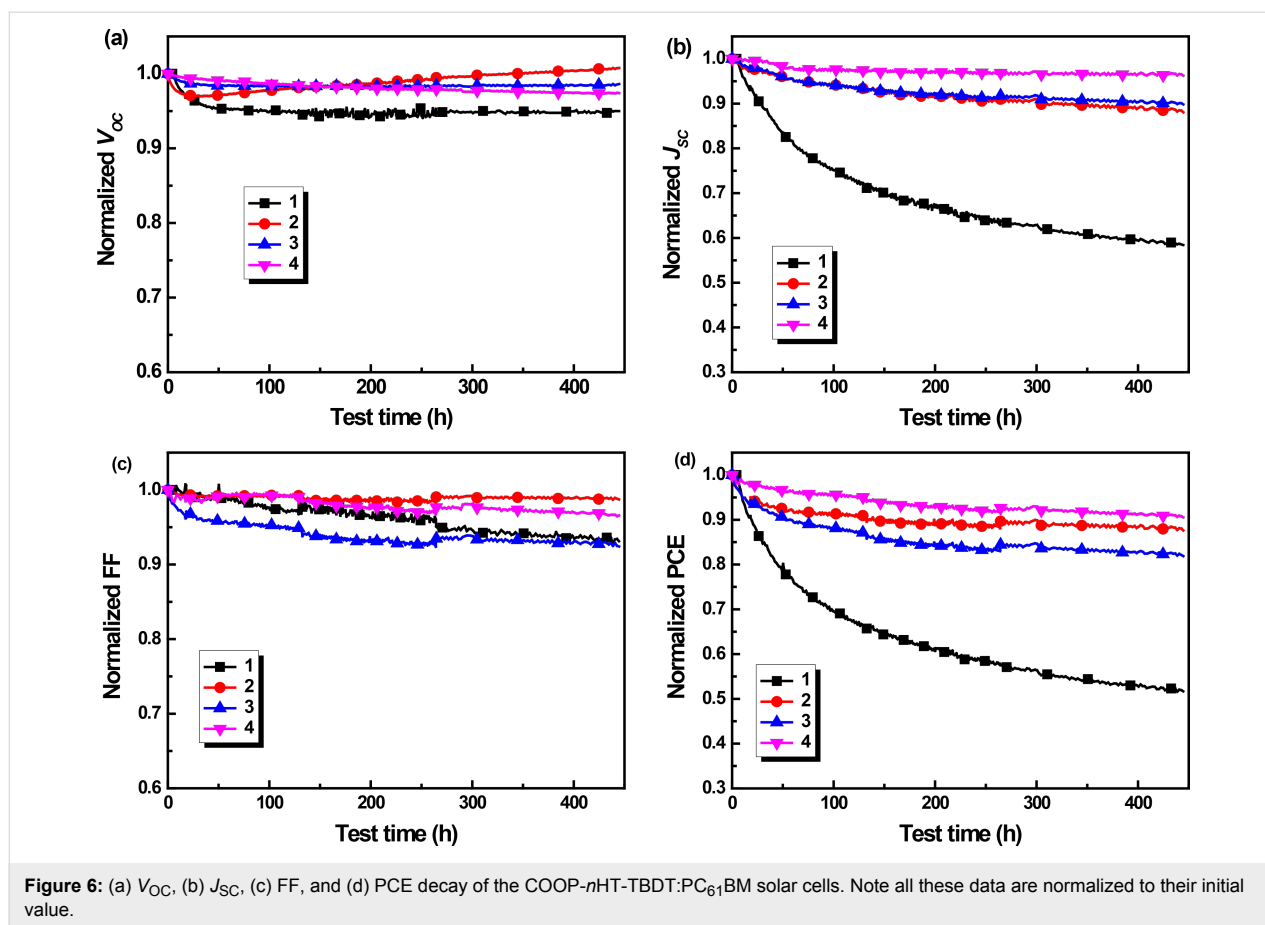 (a)
Normalized VOC
1.0
0.9
0.8
0.7
0.6
0 100 200 300 400
Test time (h)
1
2
3
4
(b)
Normalized JSC
1.0
0.9
0.8
0.7
0.6
0.5
0.4
0.3
0 100 200 300 400
Test time (h)
1
2
3
4
(c)
Normalized FF
1.0
0.9
0.8
0.7
0.6
0 100 200 300 400
Test time (h)
1
2
3
4
(d)
Normalized PCE
1.0
0.9
0.8
0.7
0.6
0.5
0.4
0.3
0 100 200 300 400
Test time (h)
1
2
3
4
Figure 6: (a) VOC, (b) JSC, (c) FF, and (d) PCE decay of the COOP-nHT-TBDT:PC61BM solar cells. Note all these data are normalized to their initial
value.